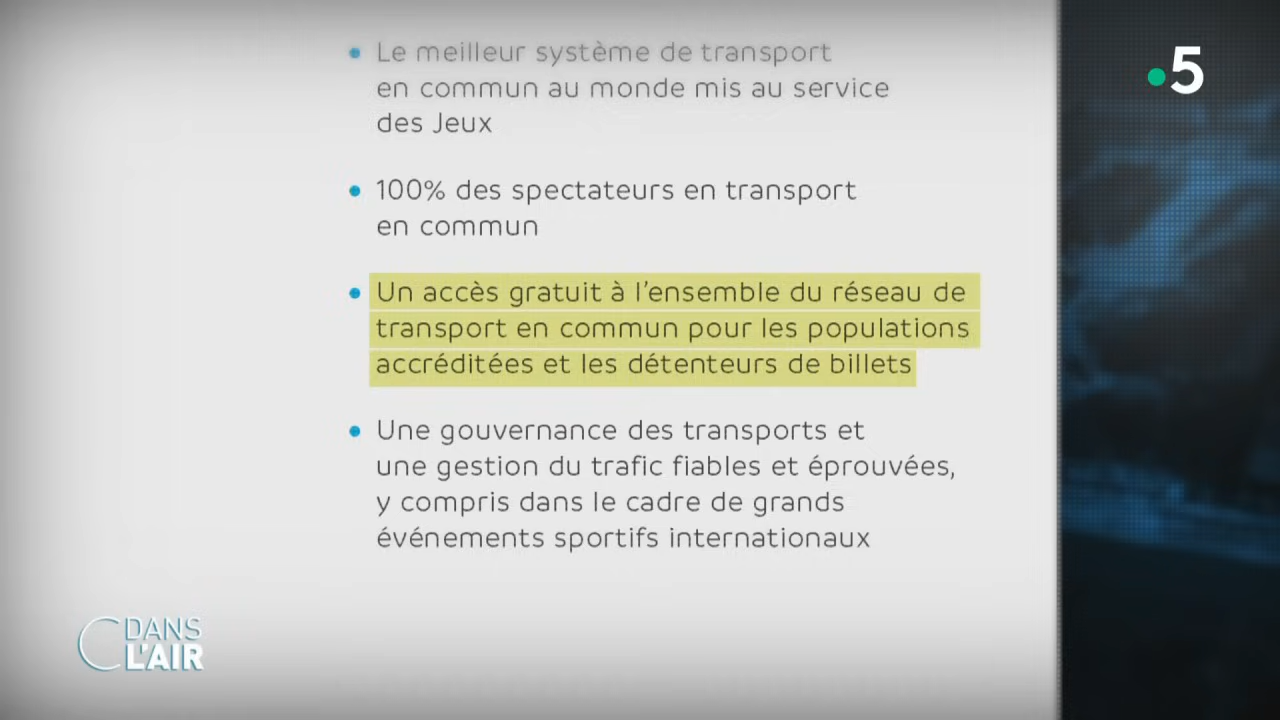 Le meilleur système de transport
en commun au monde mis au service
des Jeux
5
100% des spectateurs en transport
en commun
Un accès gratuit à l'ensemble du réseau de
transport en commun pour les populations
accréditées et les détenteurs de billets
Une gouvernance des transports et
une gestion du trafic fiables et éprouvées,
y compris dans le cadre de grands
événements sportifs internationaux
C DANS
L'AIR